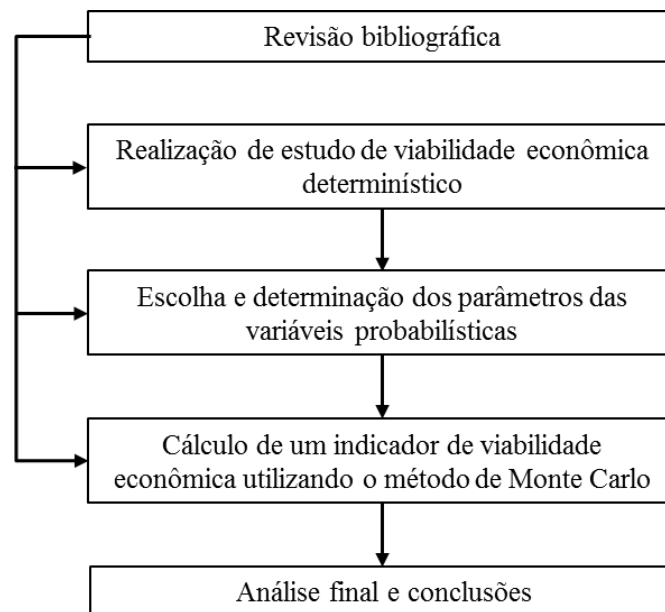 Revisão bibliográfica
Realização de estudo de viabilidade econômica
determinístico
Escolha e determinação dos parâmetros das
variáveis probabilísticas
Cálculo de um indicador de viabilidade
econômica utilizando o método de Monte Carlo
Análise final e conclusões